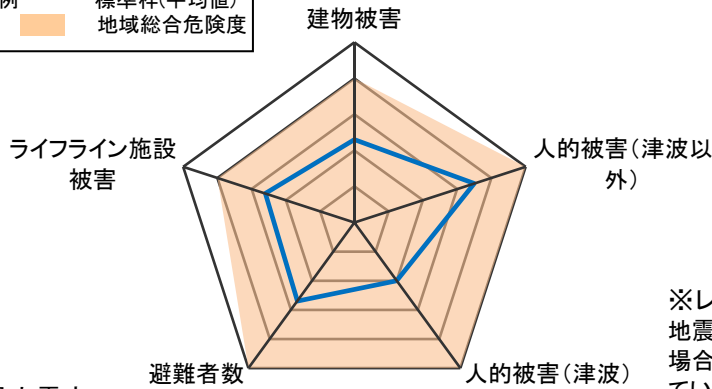 例 標準枠(平均値)
地域総合危険度
建物被害
ライフライン施設
被害
人的被害（津波以
外）
※レ
地震
場合
てい
避難者数
人的被害（津波）